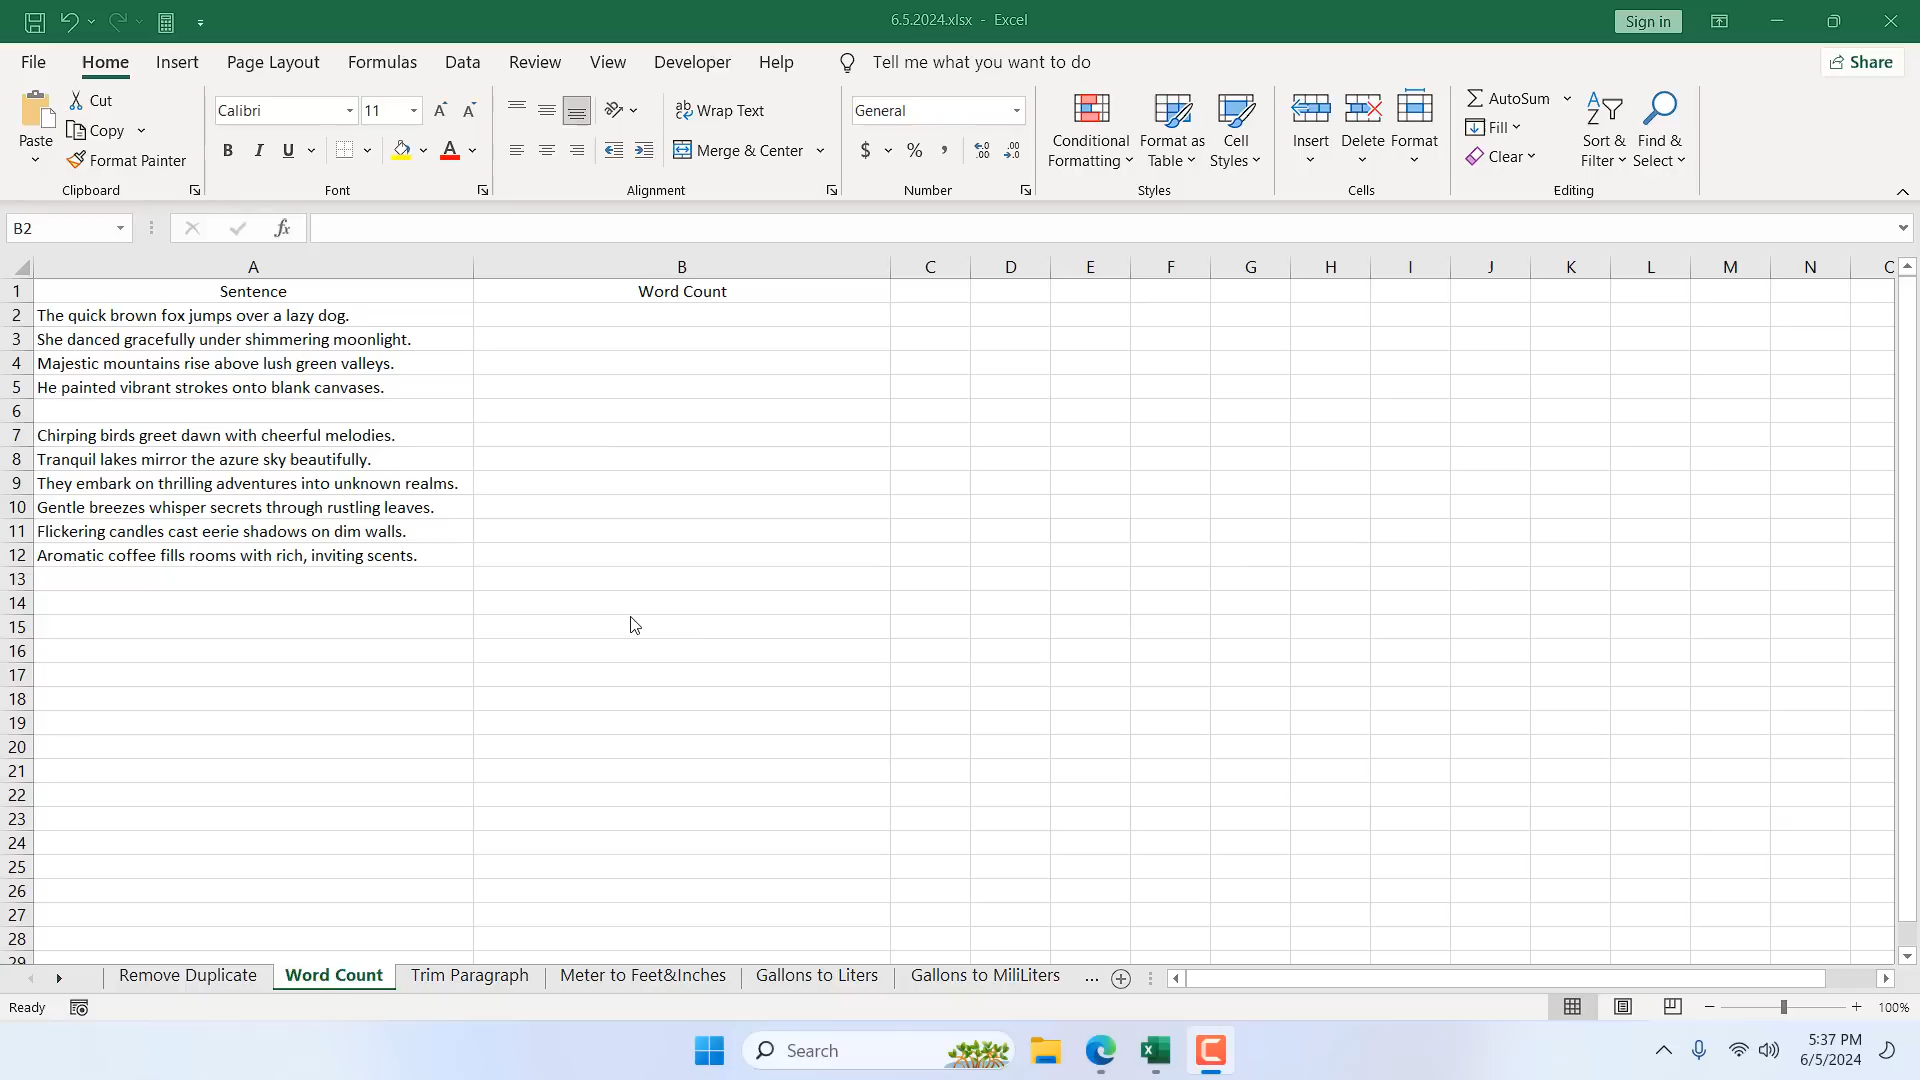 6.5.2024.xlsx - Excel
Sign in
File Home Insert Page Layout Formulas Data Review View Developer Help Tell me what you want to do Share
Paste
Cut
Copy
Format Painter
Clipboard
Calibri 11
B I U A
Font
Wrap Text
Merge & Center
Alignment
General
$ % ,
Number
Conditional Formatting
Format as Table
Cell Styles
Styles
Insert Delete Format
Cells
AutoSum
Fill
Clear
Sort & Filter
Find & Select
Editing
B2 fx
A B C D E F G H I J K L M N
1 Sentence Word Count
2 The quick brown fox jumps over a lazy dog.
3 She danced gracefully under shimmering moonlight.
4 Majestic mountains rise above lush green valleys.
5 He painted vibrant strokes onto blank canvases.
6
7 Chirping birds greet dawn with cheerful melodies.
8 Tranquil lakes mirror the azure sky beautifully.
9 They embark on thrilling adventures into unknown realms.
10 Gentle breezes whisper secrets through rustling leaves.
11 Flickering candles cast eerie shadows on dim walls.
12 Aromatic coffee fills rooms with rich, inviting scents.
13
14
15
16
17
18
19
20
21
22
23
24
25
26
27
28
29
Remove Duplicate Word Count Trim Paragraph Meter to Feet&Inches Gallons to Liters Gallons to MiliLiters ...
Ready 100%
Search
5:37 PM
6/5/2024